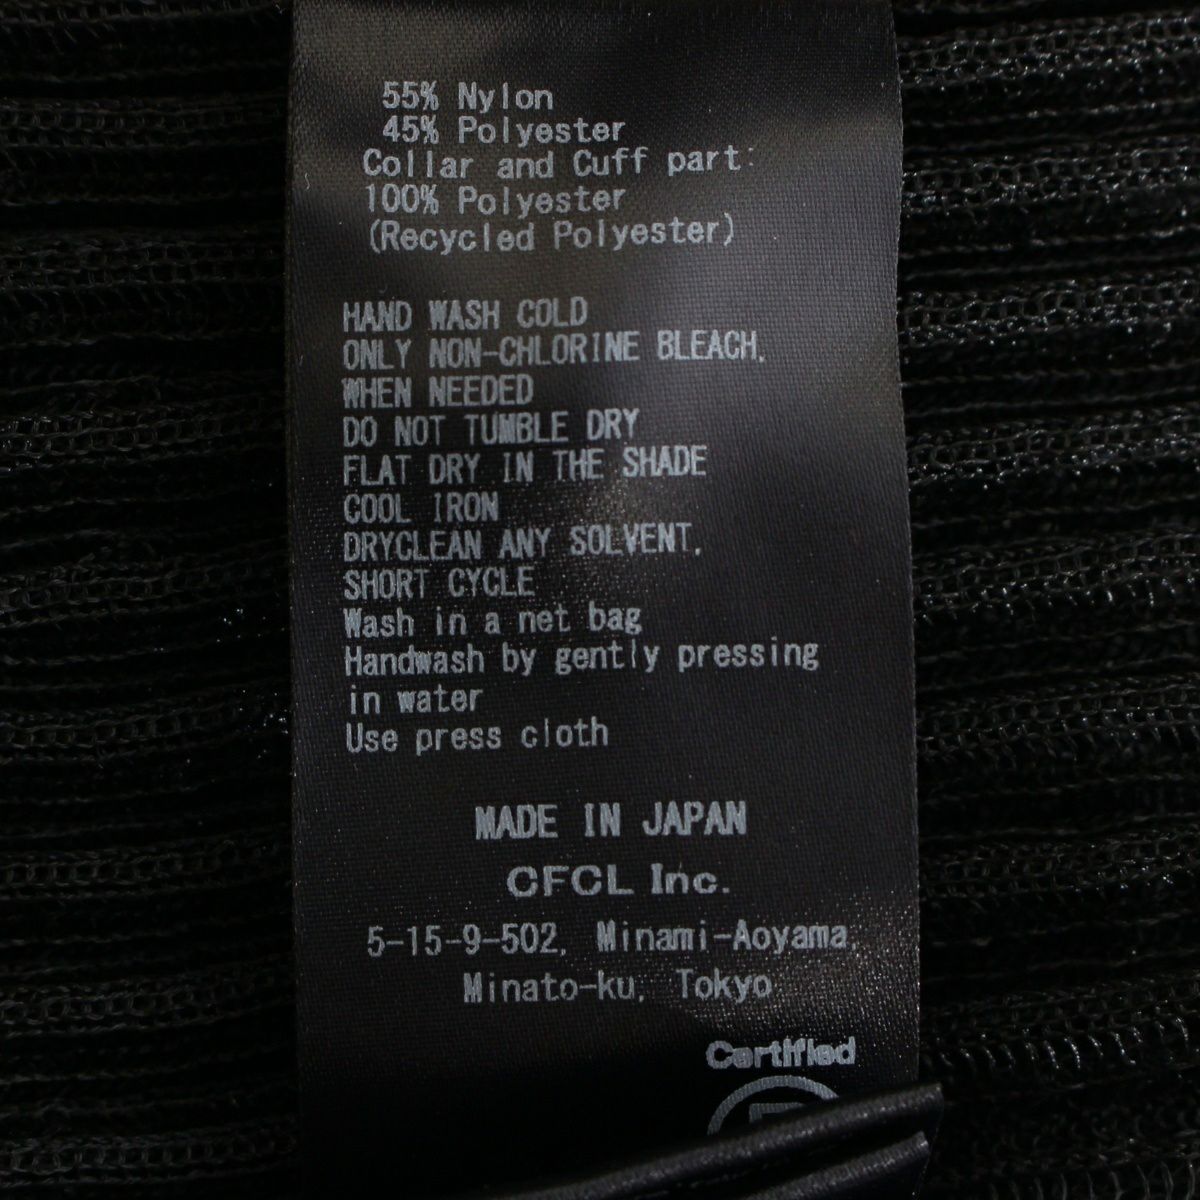 55% Nylon
45% Polyester
Collar and Cuff part:
100% Polyester
(Recycled Polyester)
HAND WASH COLD
ONLY NON-CHLORINE BLEACH,
WHEN NEEDED
DO NOT TUMBLE DRY
FLAT DRY IN THE SHADE
COOL IRON
DRYCLEAN ANY SOLVENT,
SHORT CYCLE
Wash in a net bag
Handwash by gently pressing
in water
Use press cloth
MADE IN JAPAN
CFCL Inc.
5-15-9-502, Minami-Aoyama,
Minato-ku, Tokyo
Certified